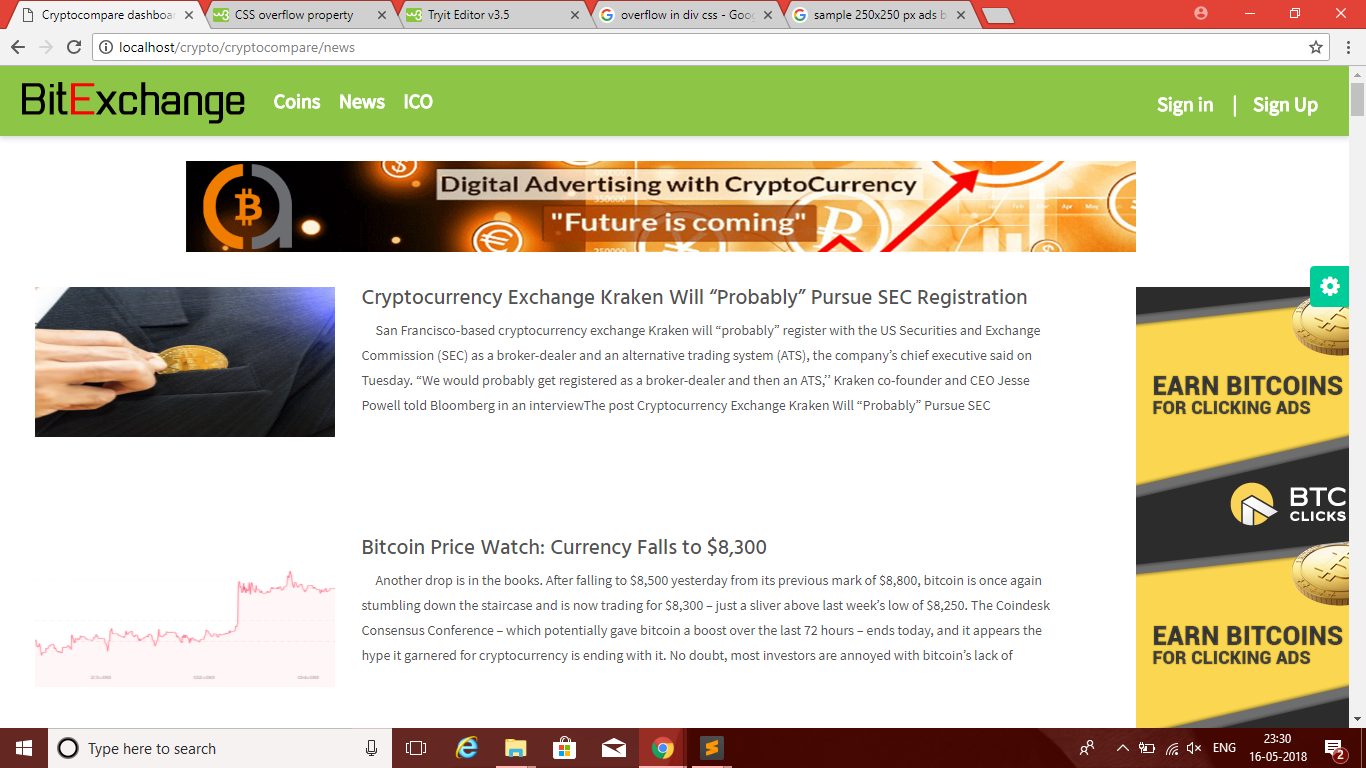 Cryptocompare dashboar
CSS overflow property
Tryit Editor v3.5
overflow in div css - Goog
sample 250x250 px ads b
localhost/crypto/cryptocompare/news
BitExchange
Coins
News
ICO
Sign in | Sign Up
Digital Advertising with CryptoCurrency
"Future is coming"
Cryptocurrency Exchange Kraken Will “Probably” Pursue SEC Registration
San Francisco-based cryptocurrency exchange Kraken will “probably” register with the US Securities and Exchange
Commission (SEC) as a broker-dealer and an alternative trading system (ATS), the company’s chief executive said on
Tuesday. “We would probably get registered as a broker-dealer and then an ATS,’’ Kraken co-founder and CEO Jesse
Powell told Bloomberg in an interviewThe post Cryptocurrency Exchange Kraken Will “Probably” Pursue SEC
EARN BITCOINS
FOR CLICKING ADS
BTC
CLICKS
Bitcoin Price Watch: Currency Falls to $8,300
Another drop is in the books. After falling to $8,500 yesterday from its previous mark of $8,800, bitcoin is once again
stumbling down the staircase and is now trading for $8,300 – just a sliver above last week’s low of $8,250. The Coindesk
Consensus Conference – which potentially gave bitcoin a boost over the last 72 hours – ends today, and it appears the
hype it garnered for cryptocurrency is ending with it. No doubt, most investors are annoyed with bitcoin’s lack of
EARN BITCOINS
FOR CLICKING ADS
Type here to search
ENG
23:30
16-05-2018
2